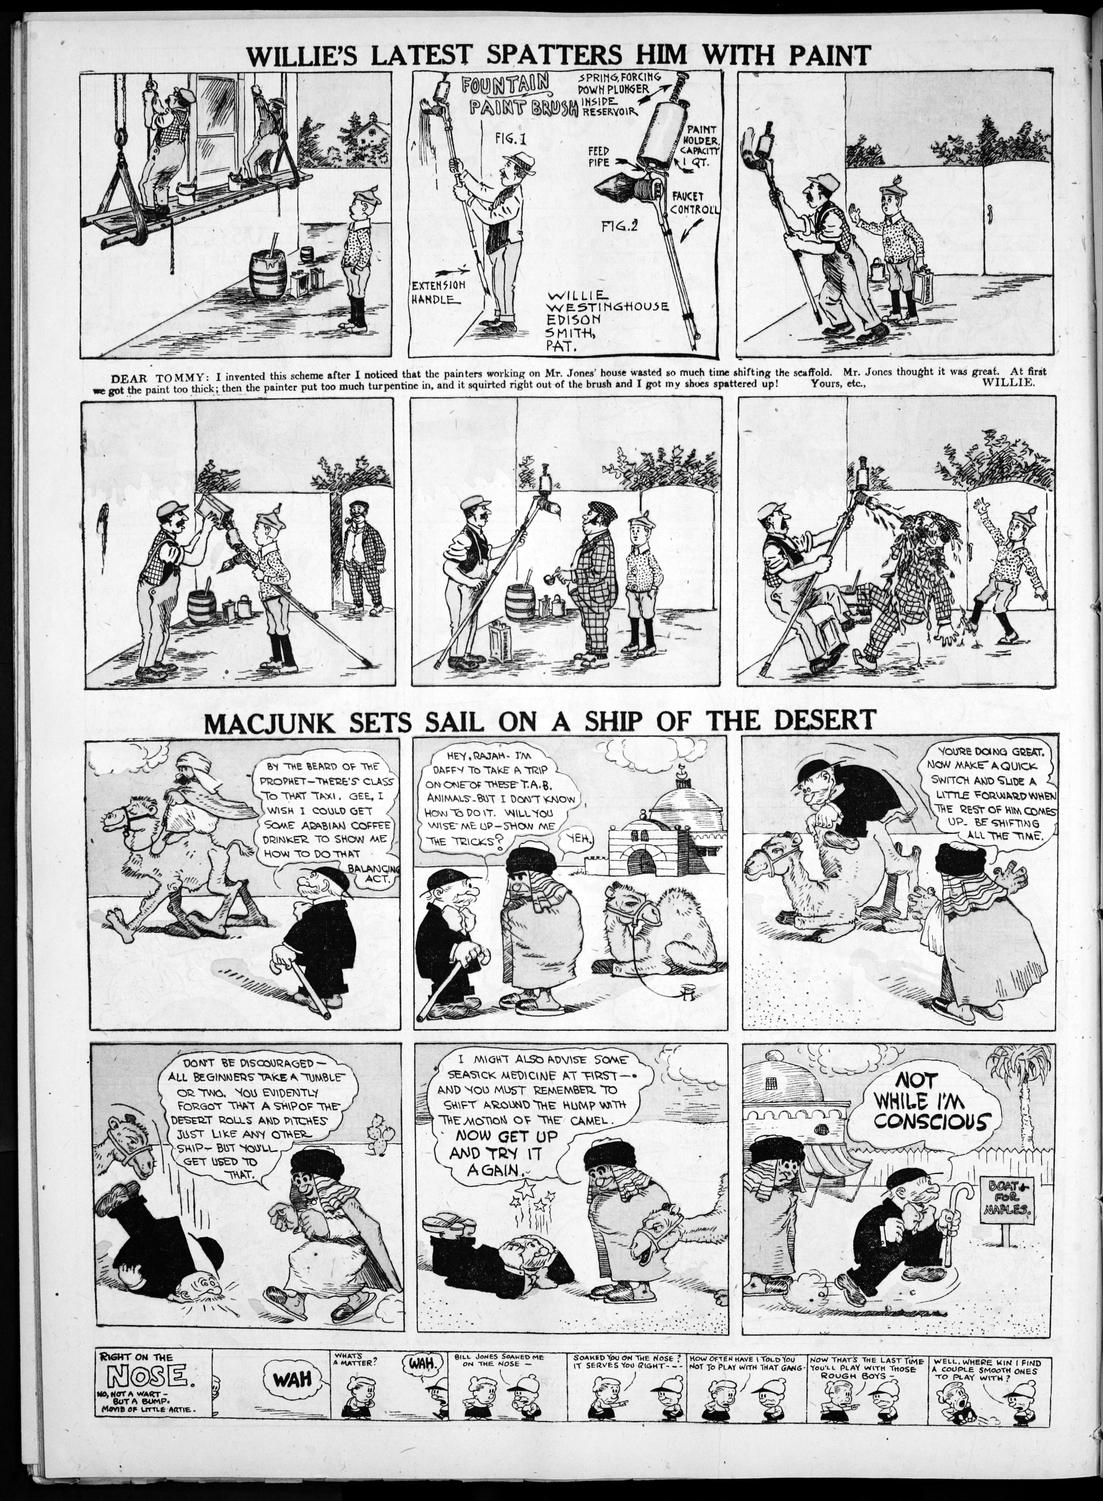 WILLIE'S LATEST SPATTERS HIM WITH PAINT
FOUNTAIN
PAINT BRUSH
FIG.1
EXTENSION
HANDLE
SPRING, FORCING
DOWN PLUNGER
INSIDE
RESERVOIR
PAINT
HOLDER,
CAPACITY
1 QT.
FEED
PIPE
FAUCET
CONTROLL
FIG.2
WILLIE
WESTINGHOUSE
EDISON
SMITH,
PAT.
DEAR TOMMY: I invented this scheme after I noticed that the painters working on Mr. Jones' house wasted so much time shifting the scaffold. Mr. Jones thought it was great. At first
we got the paint too thick; then the painter put too much turpentine in, and it squirted right out of the brush and I got my shoes spattered up! Yours, etc., WILLIE.
MACJUNK SETS SAIL ON A SHIP OF THE DESERT
BY THE BEARD OF THE
PROPHET—THERE'S CLASS
TO THAT TAXI. GEE, I
WISH I COULD GET
SOME ARABIAN COFFEE
DRINKER TO SHOW ME
HOW TO DO THAT
BALANCING
ACT.
HEY, RAJAH- I'M
DAFFY TO TAKE A TRIP
ON ONE OF THESE T.A.B.
ANIMALS-BUT I DON'T KNOW
HOW TO DO IT. WILL YOU
WISE ME UP—SHOW ME
THE TRICKS?
YEH.
YOU'RE DOING GREAT.
NOW MAKE A QUICK
SWITCH AND SLIDE A
LITTLE FORWARD WHEN
THE REST OF HIM COMES
UP. BE SHIFTING
ALL THE TIME.
DON'T BE DISCOURAGED—
ALL BEGINNERS TAKE A TUMBLE
OR TWO. YOU EVIDENTLY
FORGOT THAT A SHIP OF THE
DESERT ROLLS AND PITCHES
JUST LIKE ANY OTHER
SHIP— BUT YOU'LL
GET USED TO
THAT.
I MIGHT ALSO ADVISE SOME
SEASICK MEDICINE AT FIRST—
AND YOU MUST REMEMBER TO
SHIFT AROUND THE HUMP WITH
THE MOTION OF THE CAMEL.
NOW GET UP
AND TRY IT
AGAIN.
NOT
WHILE I'M
CONSCIOUS
BOAT
FOR
NAPLES.
RIGHT ON THE
NOSE.
NO, NOT A WART—
BUT A BUMP.
MOVIE OF LITTLE ARTIE.
WAH
WHAT'S
A MATTER?
WAH.
BILL JONES SOAKED ME
ON THE NOSE —
SOAKED YOU ON THE NOSE?
IT SERVES YOU RIGHT---
HOW OFTEN HAVE I TOLD YOU
NOT TO PLAY WITH THAT GANG-
NOW THAT'S THE LAST TIME
YOU'LL PLAY WITH THOSE
ROUGH BOYS-
WELL, WHERE KIN I FIND
A COUPLE SMOOTH ONES
TO PLAY WITH?